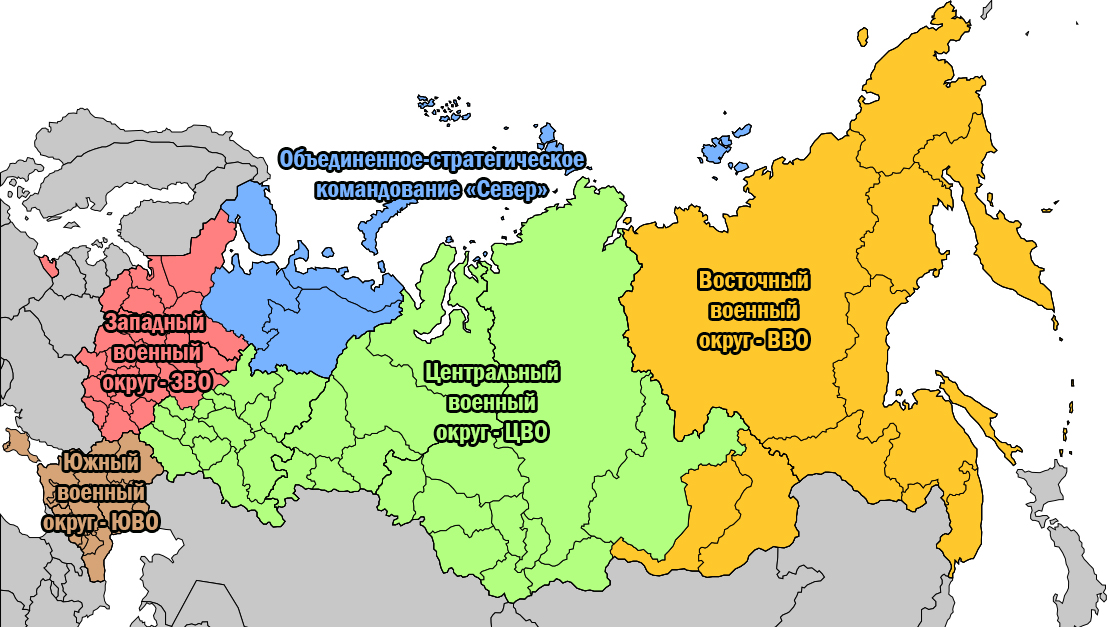 Объединенное-стратегическое
командование «Север»
Восточный
военный
округ - ВВО
Западный
военный
округ - ЗВО
Центральный
военный
округ - ЦВО
Южный
военный
округ - ЮВО